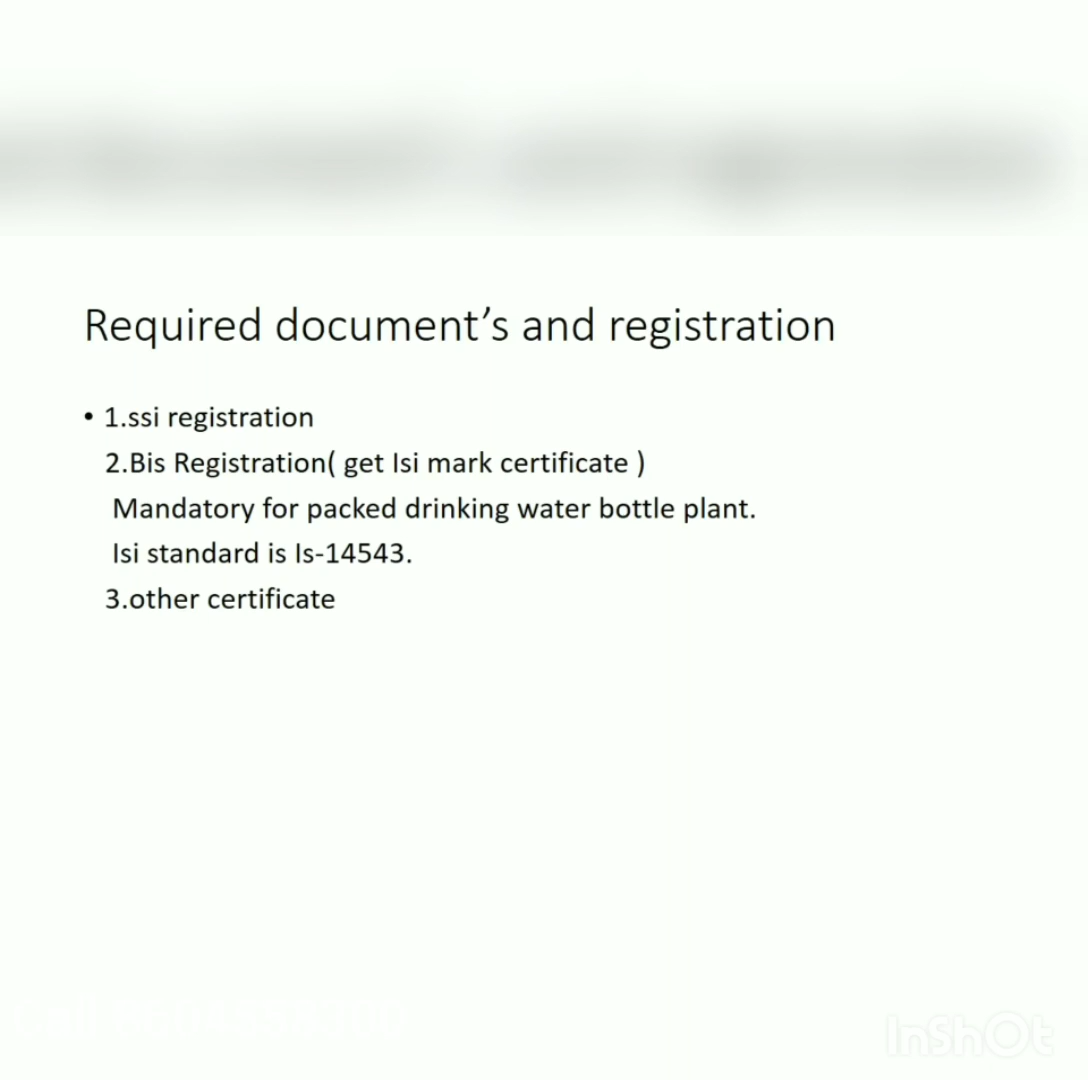 Required document’s and registration
• 1.ssi registration
2.Bis Registration( get Isi mark certificate )
Mandatory for packed drinking water bottle plant.
Isi standard is Is-14543.
3.other certificate
InShOt